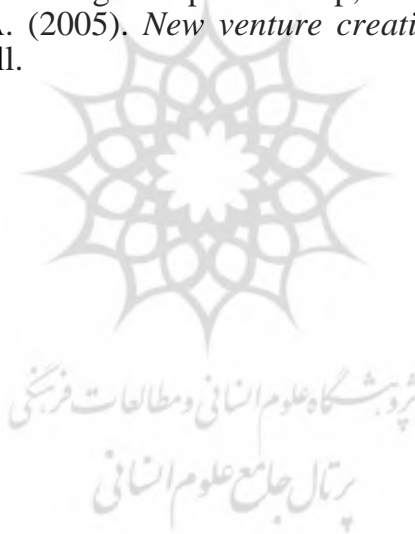 A. (2005). New venture creati
ll.
پژوهشگاه علوم انسانی و مطالعات فرهنگی
پرتال جامع علوم انسانی